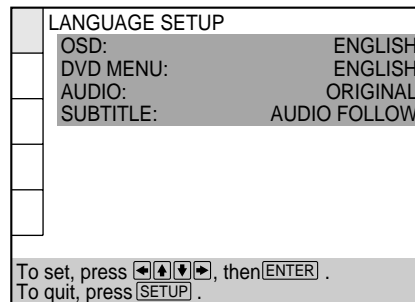 LANGUAGE SETUP
OSD: ENGLISH
DVD MENU: ENGLISH
AUDIO: ORIGINAL
SUBTITLE: AUDIO FOLLOW
To set, press ←↑↓→, then ENTER .
To quit, press SETUP .